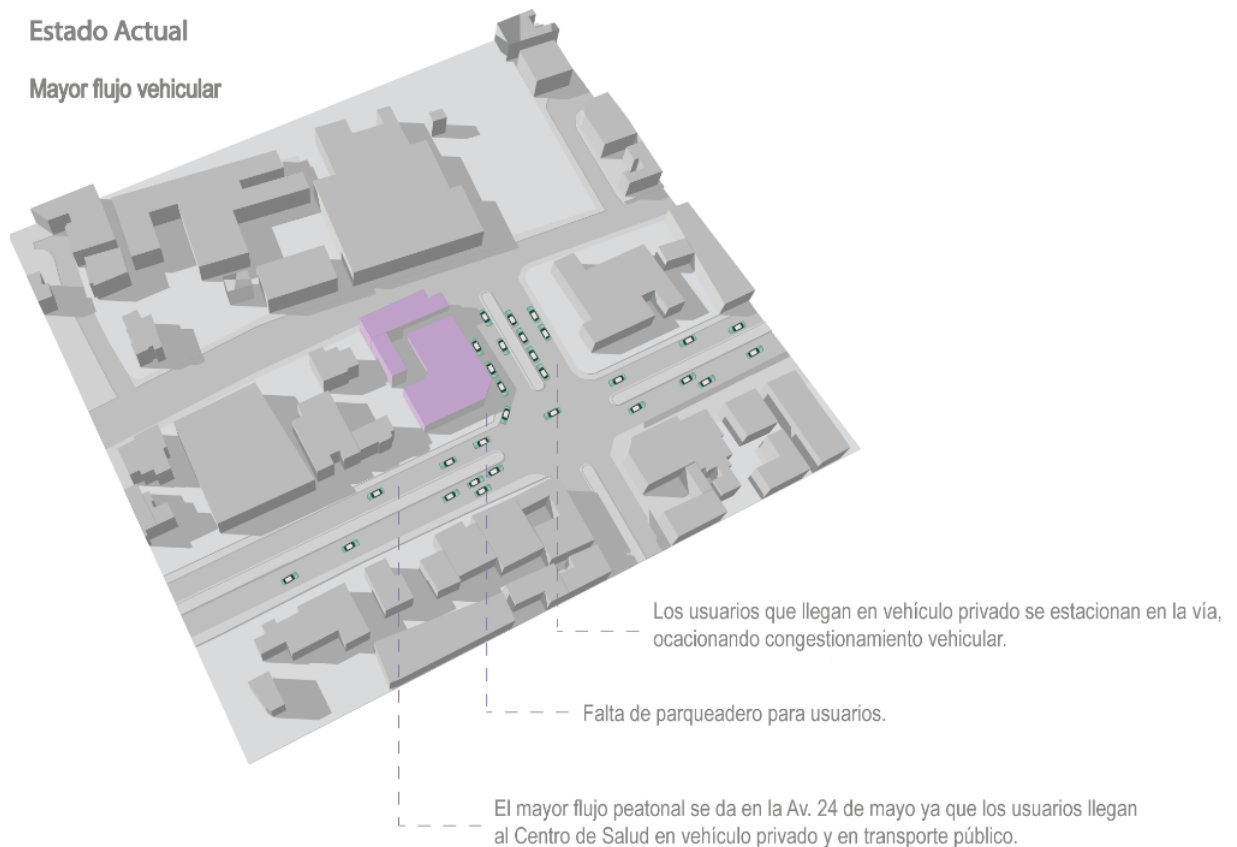 Estado Actual
Mayor flujo vehicular
Los usuarios que llegan en vehículo privado se estacionan en la vía,
ocacionando congestionamiento vehicular.
Falta de parqueadero para usuarios.
El mayor flujo peatonal se da en la Av. 24 de mayo ya que los usuarios llegan
al Centro de Salud en vehículo privado y en transporte público.